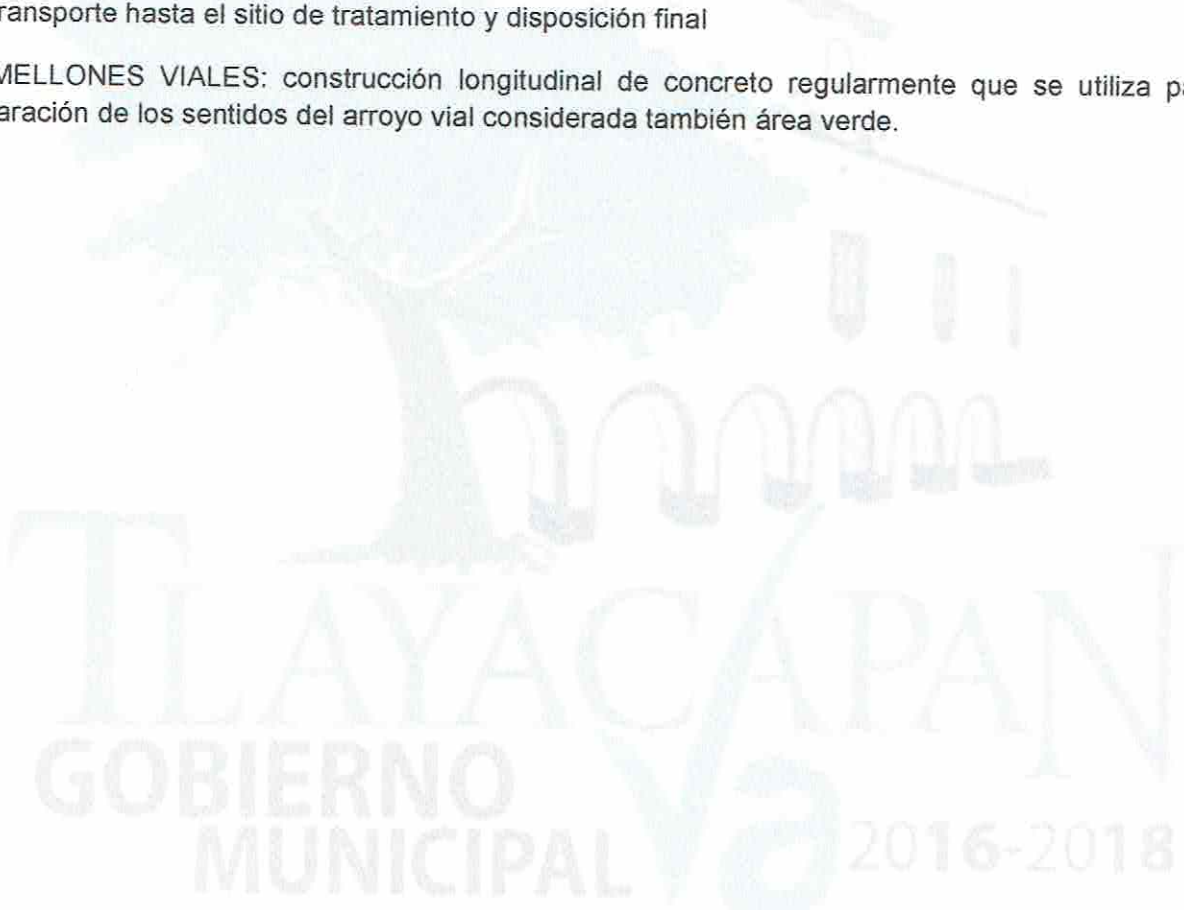 ransporte hasta el sitio de tratamiento y disposición final
MELLONES VIALES: construcción longitudinal de concreto regularmente que se utiliza pa
aración de los sentidos del arroyo vial considerada también área verde.
TLAYACAPAN
GOBIERNO
MUNICIPAL Va 2016-2018